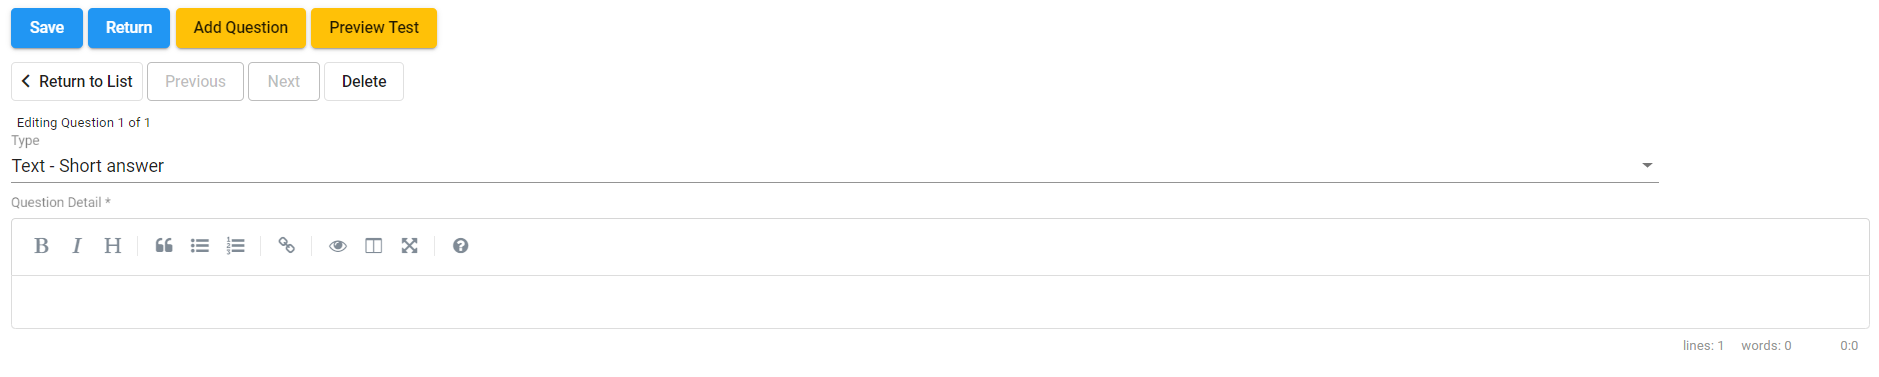 Save Return Add Question Preview Test
Return to List Previous Next Delete
Editing Question 1 of 1
Type
Text - Short answer
Question Detail *
B I H
lines: 1 words: 0 0:0